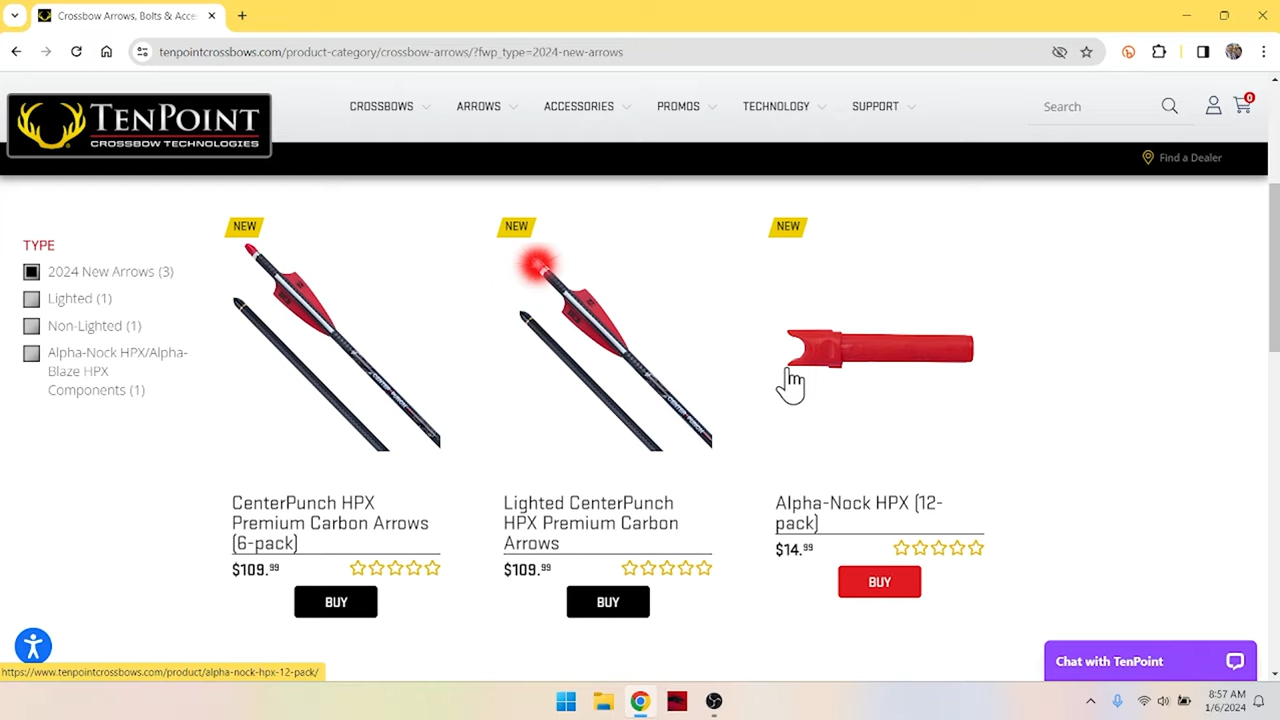 Crossbow Arrows, Bolts & Acce
tenpointcrossbows.com/product-category/crossbow-arrows/?fwp_type=2024-new-arrows
TENPOINT
CROSSBOW TECHNOLOGIES
CROSSBOWS
ARROWS
ACCESSORIES
PROMOS
TECHNOLOGY
SUPPORT
Search
0
Find a Dealer
TYPE
2024 New Arrows (3)
Lighted (1)
Non-Lighted (1)
Alpha-Nock HPX/Alpha-
Blaze HPX
Components (1)
NEW
CENTERPUNCH
CenterPunch HPX
Premium Carbon Arrows
(6-pack)
$109.99
BUY
NEW
CENTERPUNCH
Lighted CenterPunch
HPX Premium Carbon
Arrows
$109.99
BUY
NEW
Alpha-Nock HPX (12-
pack)
$14.99
BUY
Chat with TenPoint
https://www.tenpointcrossbows.com/product/alpha-nock-hpx-12-pack/
8:57 AM
1/6/2024